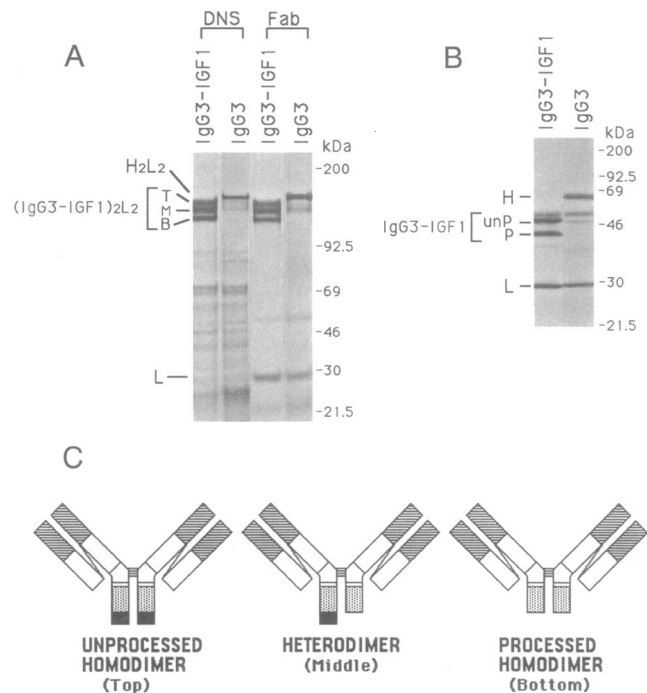 A
DNS Fab
IgG3-IGF1
IgG3
IgG3-IGF1
IgG3
kDa
-200
H2L2
T
(IgG3-IGF1)2L2
M
B
-92.5
-69
-46
L
-30
-21.5
B
IgG3-IGF1
IgG3
kDa
-200
-92.5
-69
H
IgG3-IGF1
unP
P
-46
L
-30
-21.5
C
UNPROCESSED
HOMODIMER
(Top)
HETERODIMER
(Middle)
PROCESSED
HOMODIMER
(Bottom)